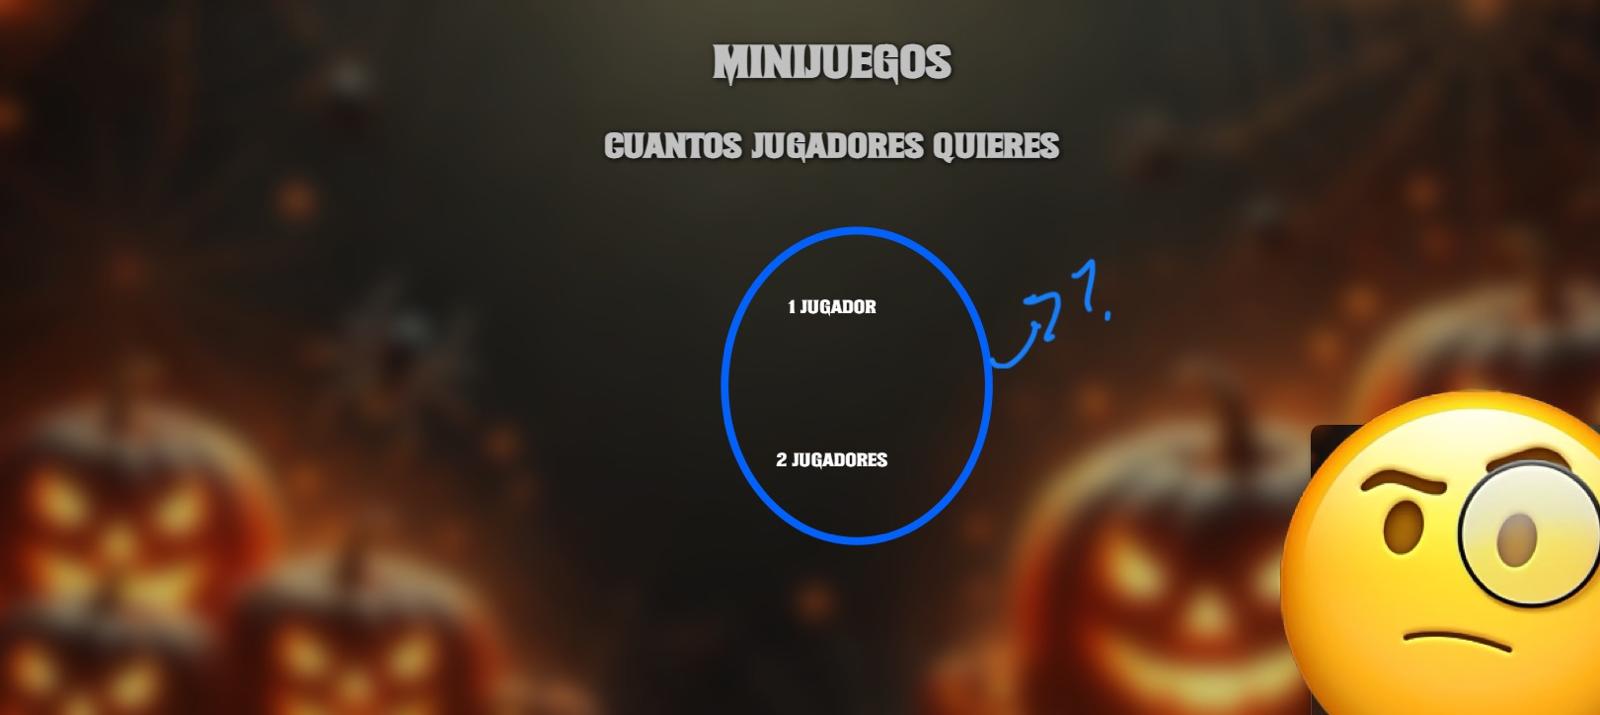 MINIJUEGOS
CUANTOS JUGADORES QUIERES
1 JUGADOR
??
2 JUGADORES